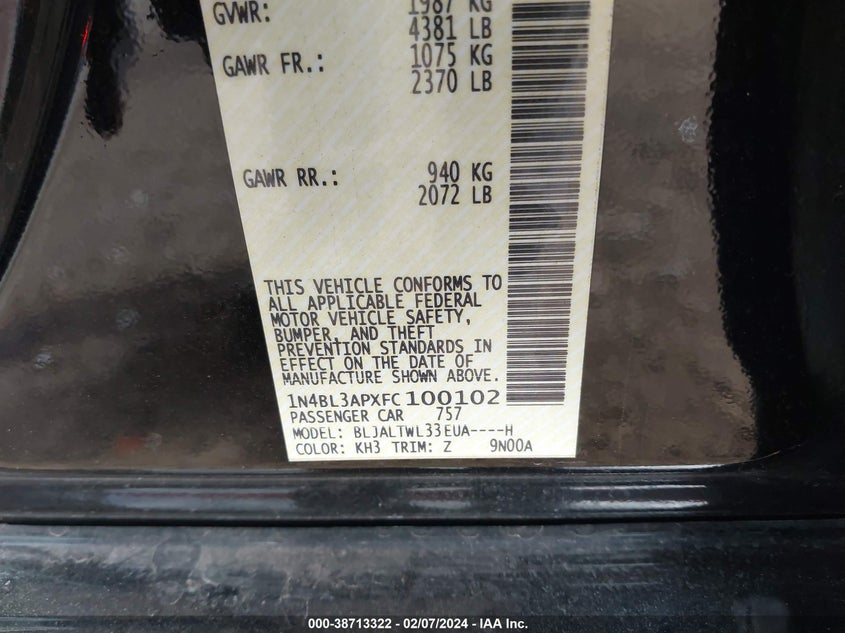 GVWR: 1987 KG
4381 LB
GAWR FR.: 1075 KG
2370 LB
GAWR RR.: 940 KG
2072 LB
THIS VEHICLE CONFORMS TO
ALL APPLICABLE FEDERAL
MOTOR VEHICLE SAFETY,
BUMPER, AND THEFT
PREVENTION STANDARDS IN
EFFECT ON THE DATE OF
MANUFACTURE SHOWN ABOVE.
1N4BL3APXFC100102
PASSENGER CAR 757
MODEL: BLJALTWL33EUA----H
COLOR: KH3 TRIM: Z 9N00A
000-38713322 / 02/07/2024 - IAA Inc.